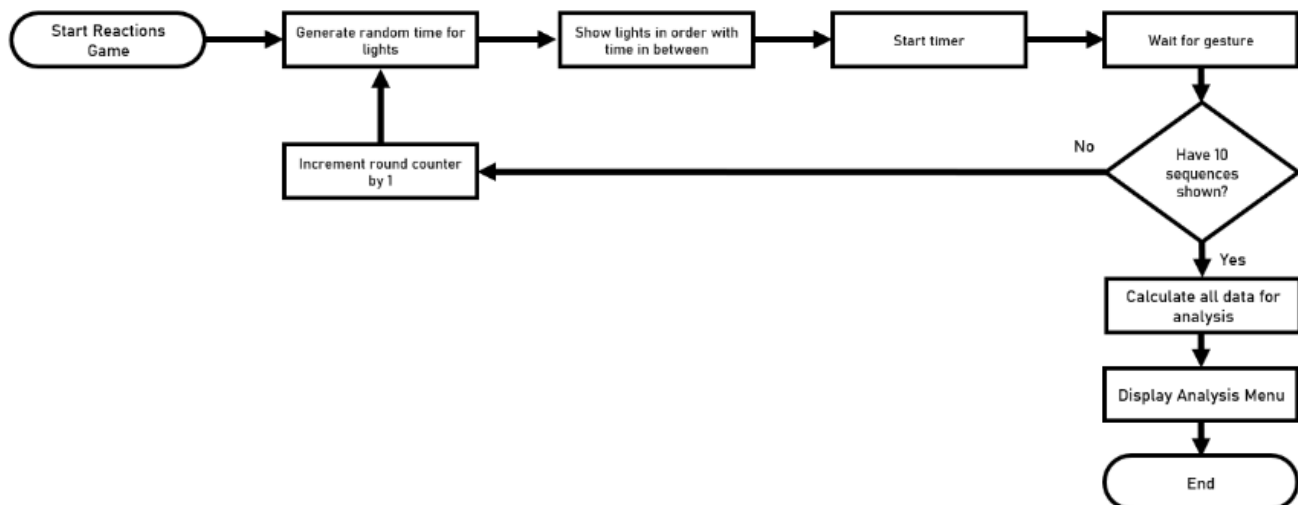 Start Reactions
Game
Generate random time for
lights
Show lights in order with
time in between
Start timer
Wait for gesture
Increment round counter
by 1
No
Have 10
sequences
shown?
Yes
Calculate all data for
analysis
Display Analysis Menu
End